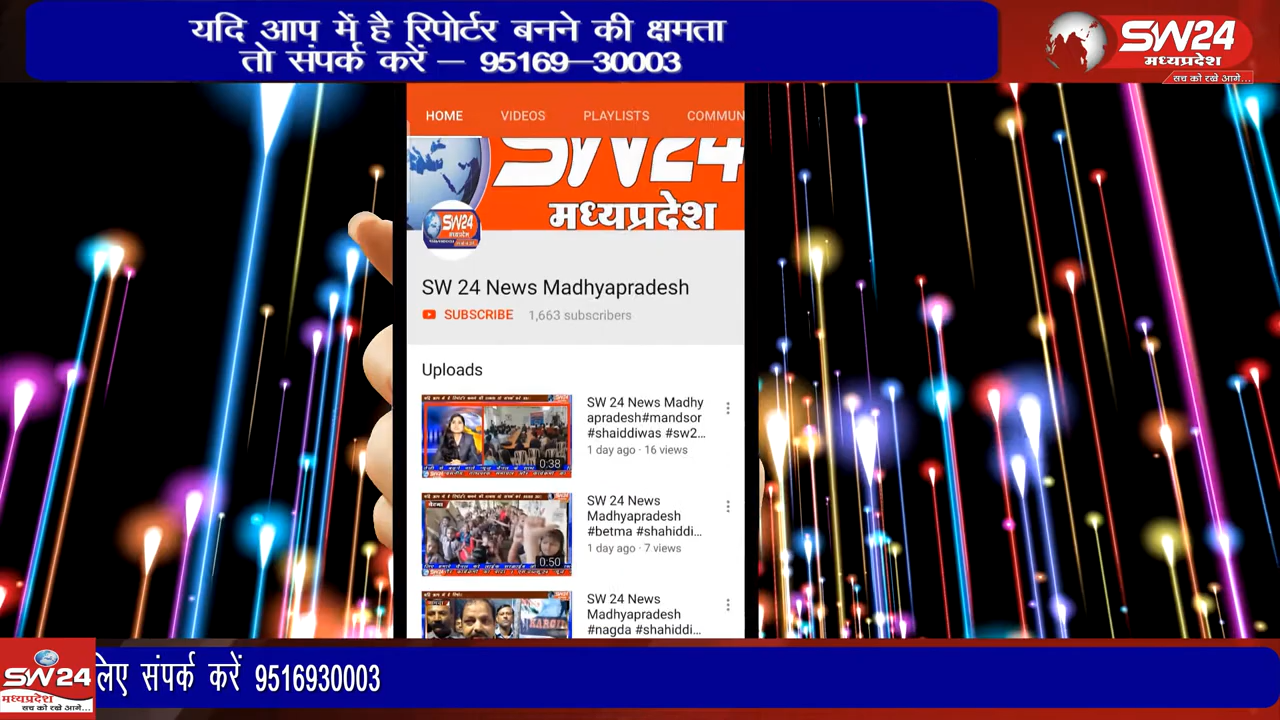 यदि आप में है रिपोर्टर बनने की क्षमता
तो संपर्क करें – 95169–30003
SW24
मध्यप्रदेश
सच को रखे आगे...
HOME VIDEOS PLAYLISTS COMMUN
SW24
मध्यप्रदेश
SW24
SW 24 News Madhyapradesh
SUBSCRIBE 1,663 subscribers
Uploads
SW 24 News Madhy
apradesh#mandsor
#shaiddiwas #sw2...
1 day ago · 16 views
0:38
SW 24 News
Madhyapradesh
#betma #shahiddi...
1 day ago · 7 views
बेटमा
0:50
SW 24 News
Madhyapradesh
#nagda #shahiddi...
लिए संपर्क करें 9516930003
SW24
मध्यप्रदेश
सच को रखे आगे...